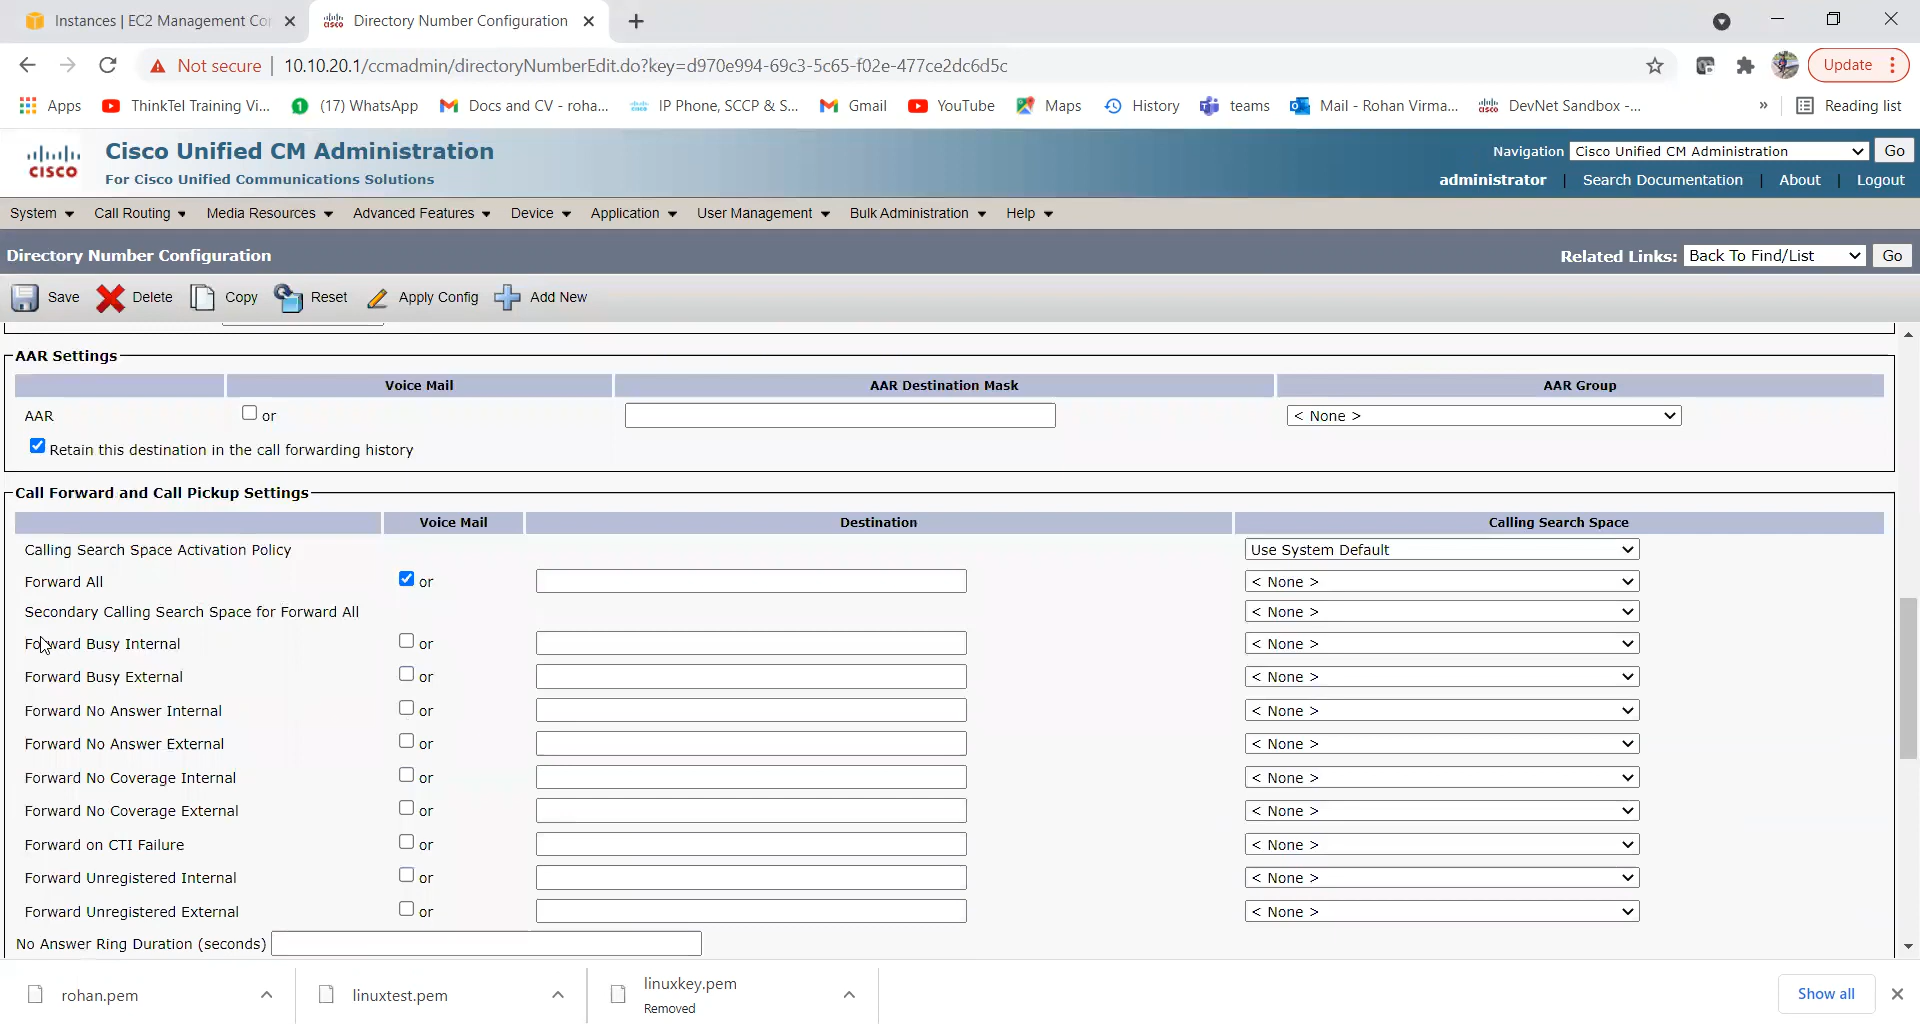 Instances | EC2 Management Co
Directory Number Configuration
Not secure | 10.10.20.1/ccmadmin/directoryNumberEdit.do?key=d970e994-69c3-5c65-f02e-477ce2dc6d5c
Update
Apps
ThinkTel Training Vi...
(17) WhatsApp
Docs and CV - roha...
IP Phone, SCCP & S...
Gmail
YouTube
Maps
History
teams
Mail - Rohan Virma...
DevNet Sandbox -...
»
Reading list
CISCO
Cisco Unified CM Administration
For Cisco Unified Communications Solutions
Navigation Cisco Unified CM Administration Go
administrator | Search Documentation | About | Logout
System Call Routing Media Resources Advanced Features Device Application User Management Bulk Administration Help
Directory Number Configuration
Related Links: Back To Find/List Go
Save Delete Copy Reset Apply Config Add New
AAR Settings
Voice Mail AAR Destination Mask AAR Group
AAR or < None >
Retain this destination in the call forwarding history
Call Forward and Call Pickup Settings
Voice Mail Destination Calling Search Space
Calling Search Space Activation Policy Use System Default
Forward All or < None >
Secondary Calling Search Space for Forward All < None >
Forward Busy Internal or < None >
Forward Busy External or < None >
Forward No Answer Internal or < None >
Forward No Answer External or < None >
Forward No Coverage Internal or < None >
Forward No Coverage External or < None >
Forward on CTI Failure or < None >
Forward Unregistered Internal or < None >
Forward Unregistered External or < None >
No Answer Ring Duration (seconds)
rohan.pem
linuxtest.pem
linuxkey.pem
Removed
Show all